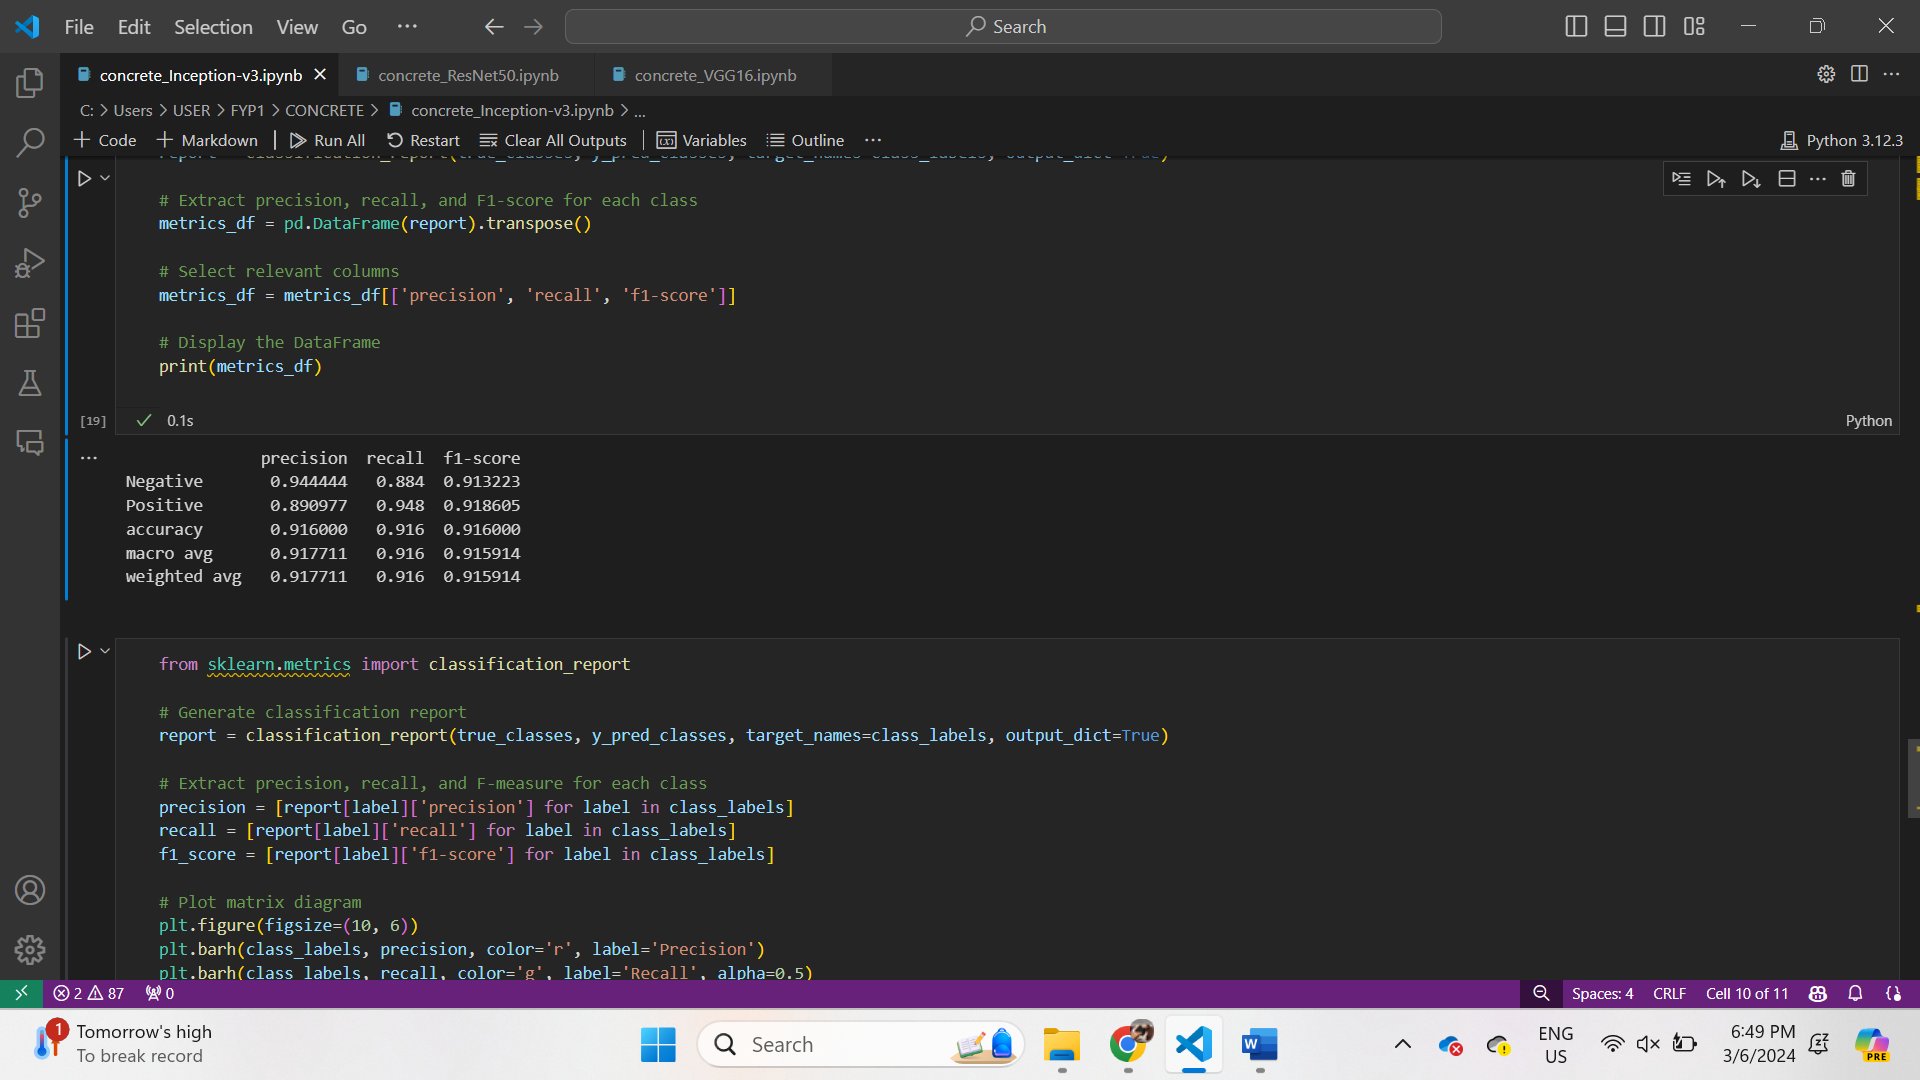 File Edit Selection View Go ··· Search
concrete_Inception-v3.ipynb concrete_ResNet50.ipynb concrete_VGG16.ipynb
C: > Users > USER > FYP1 > CONCRETE > concrete_Inception-v3.ipynb > ...
+ Code + Markdown | Run All Restart Clear All Outputs | Variables Outline ··· Python 3.12.3
report = classification_report(true_classes, y_pred_classes, target_names=class_labels, output_dict=True)
# Extract precision, recall, and F1-score for each class
metrics_df = pd.DataFrame(report).transpose()
# Select relevant columns
metrics_df = metrics_df[['precision', 'recall', 'f1-score']]
# Display the DataFrame
print(metrics_df)
[19] 0.1s Python
precision recall f1-score
Negative 0.944444 0.884 0.913223
Positive 0.890977 0.948 0.918605
accuracy 0.916000 0.916 0.916000
macro avg 0.917711 0.916 0.915914
weighted avg 0.917711 0.916 0.915914
from sklearn.metrics import classification_report
# Generate classification report
report = classification_report(true_classes, y_pred_classes, target_names=class_labels, output_dict=True)
# Extract precision, recall, and F-measure for each class
precision = [report[label]['precision'] for label in class_labels]
recall = [report[label]['recall'] for label in class_labels]
f1_score = [report[label]['f1-score'] for label in class_labels]
# Plot matrix diagram
plt.figure(figsize=(10, 6))
plt.barh(class_labels, precision, color='r', label='Precision')
plt.barh(class_labels, recall, color='g', label='Recall', alpha=0.5)
2 87 0 Spaces: 4 CRLF Cell 10 of 11
1 Tomorrow's high
To break record
Search
ENG
US
6:49 PM
3/6/2024
PRE